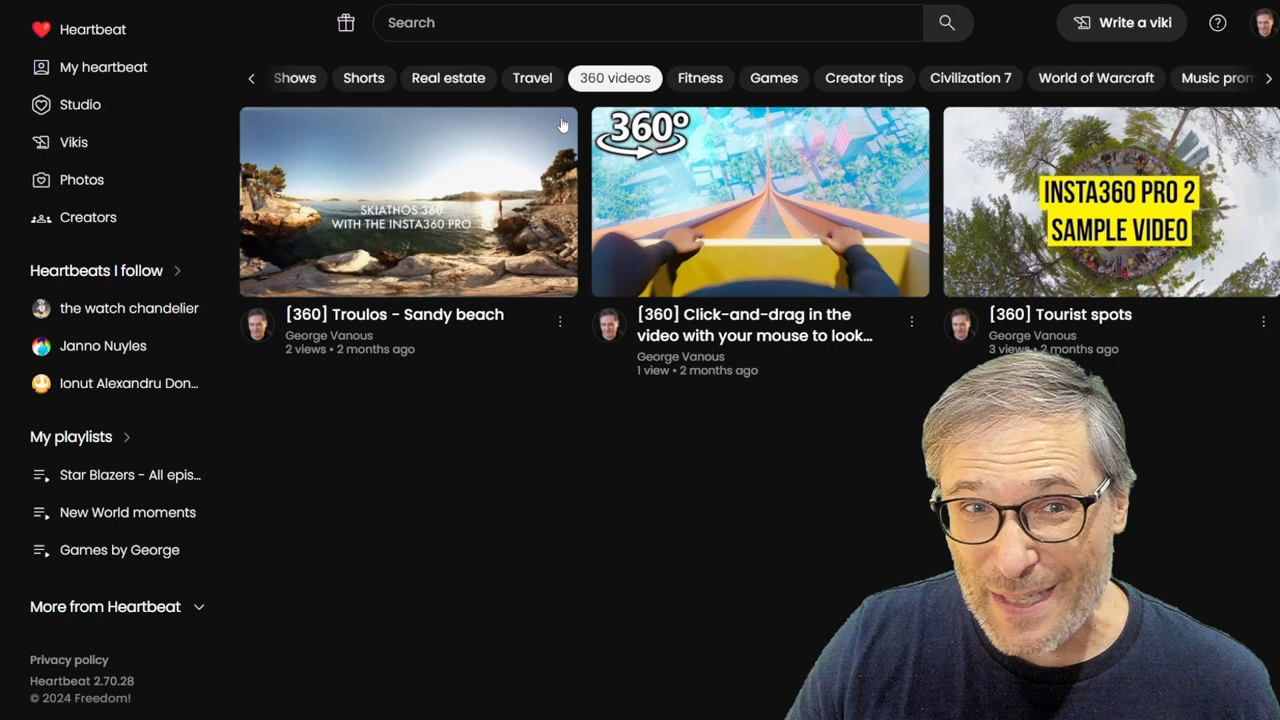 Heartbeat
My heartbeat
Studio
Vikis
Photos
Creators
Heartbeats I follow
the watch chandelier
Janno Nuyles
Ionut Alexandru Don...
My playlists
Star Blazers - All epis...
New World moments
Games by George
More from Heartbeat
Privacy policy
Heartbeat 2.70.28
© 2024 Freedom!
Search
Write a viki
Shows
Shorts
Real estate
Travel
360 videos
Fitness
Games
Creator tips
Civilization 7
World of Warcraft
Music prom
SKIATHOS 360
WITH THE INSTA360 PRO
[360] Troulos - Sandy beach
George Vanous
2 views • 2 months ago
360º
[360] Click-and-drag in the
video with your mouse to look...
George Vanous
1 view • 2 months ago
INSTA360 PRO 2
SAMPLE VIDEO
[360] Tourist spots
George Vanous
3 views • 2 months ago